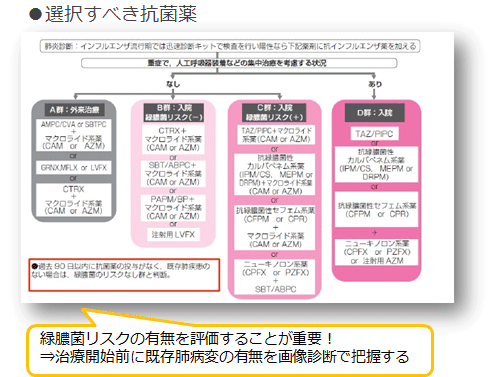 ●選択すべき抗菌薬
肺炎診断：インフルエンザ流行期では迅速診断キットで検査を行い陽性なら下記薬剤に抗インフルエンザ薬を加える
重症で、人工呼吸器装着などの集中治療を考慮する状況
なし
あり
A群：外来治療
AMPC/CVA or SBTPC
+
マクロライド系薬
(CAM or AZM)
or
GRNX,MFLX or LVFX
or
CTRX
+
マクロライド系薬
(CAM or AZM)
B群：入院
緑膿菌リスク(－)
CTRX+
マクロライド系薬
(CAM or AZM)
or
SBT/ABPC+
マクロライド系薬
(CAM or AZM)
or
PAPM/BP+
マクロライド系薬
(CAM or AZM)
or
注射用LVFX
C群：入院
緑膿菌リスク(＋)
TAZ/PIPC+マクロライド
系薬(CAM or AZM)
or
抗緑膿菌性
カルバペネム系薬
(IPM/CS、MEPM or
DRPM)+マクロライド系薬
(CAM or AZM)
or
抗緑膿菌性セフェム系薬
(CFPM or CPR)
+
マクロライド系薬
(CAM or AZM)
or
ニューキノロン系薬
(CPFX or PZFX)
+
SBT/ABPC
D群：入院
TAZ/PIPC
or
抗緑膿菌性
カルバペネム系薬
(IPM/CS、MEPM or
DRPM)
or
抗緑膿菌性セフェム系薬
(CFPM or CPR)
+
ニューキノロン系薬
(CPFX or PZFX)
or 注射用AZM
●過去90日以内に抗菌薬の投与がなく、既存肺疾患の
ない場合は、緑膿菌のリスクなし群と判断。
緑膿菌リスクの有無を評価することが重要！
⇒治療開始前に既存肺病変の有無を画像診断で把握する